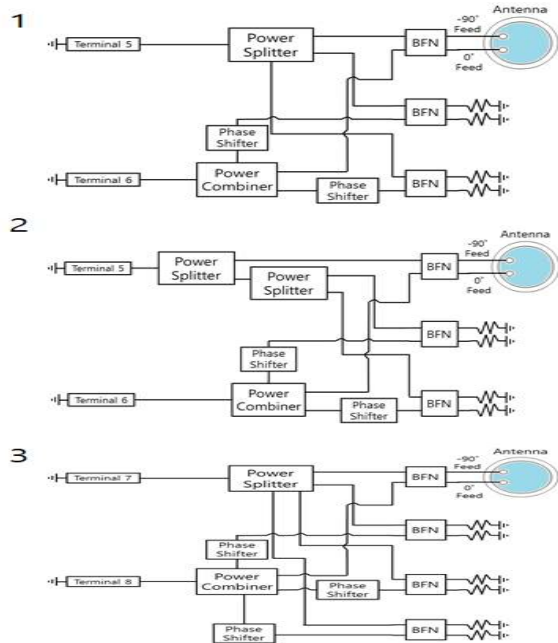 1
Antenna
Terminal 5
Power
Splitter
BFN
-90°
Feed
0°
Feed
BFN
Phase
Shifter
Terminal 6
Power
Combiner
Phase
Shifter
BFN
2
Antenna
Terminal 5
Power
Splitter
Power
Splitter
BFN
-90°
Feed
0°
Feed
BFN
Phase
Shifter
Terminal 6
Power
Combiner
Phase
Shifter
BFN
3
Antenna
Terminal 7
Power
Splitter
BFN
-90°
Feed
0°
Feed
BFN
Phase
Shifter
Terminal 8
Power
Combiner
Phase
Shifter
BFN
Phase
Shifter
BFN